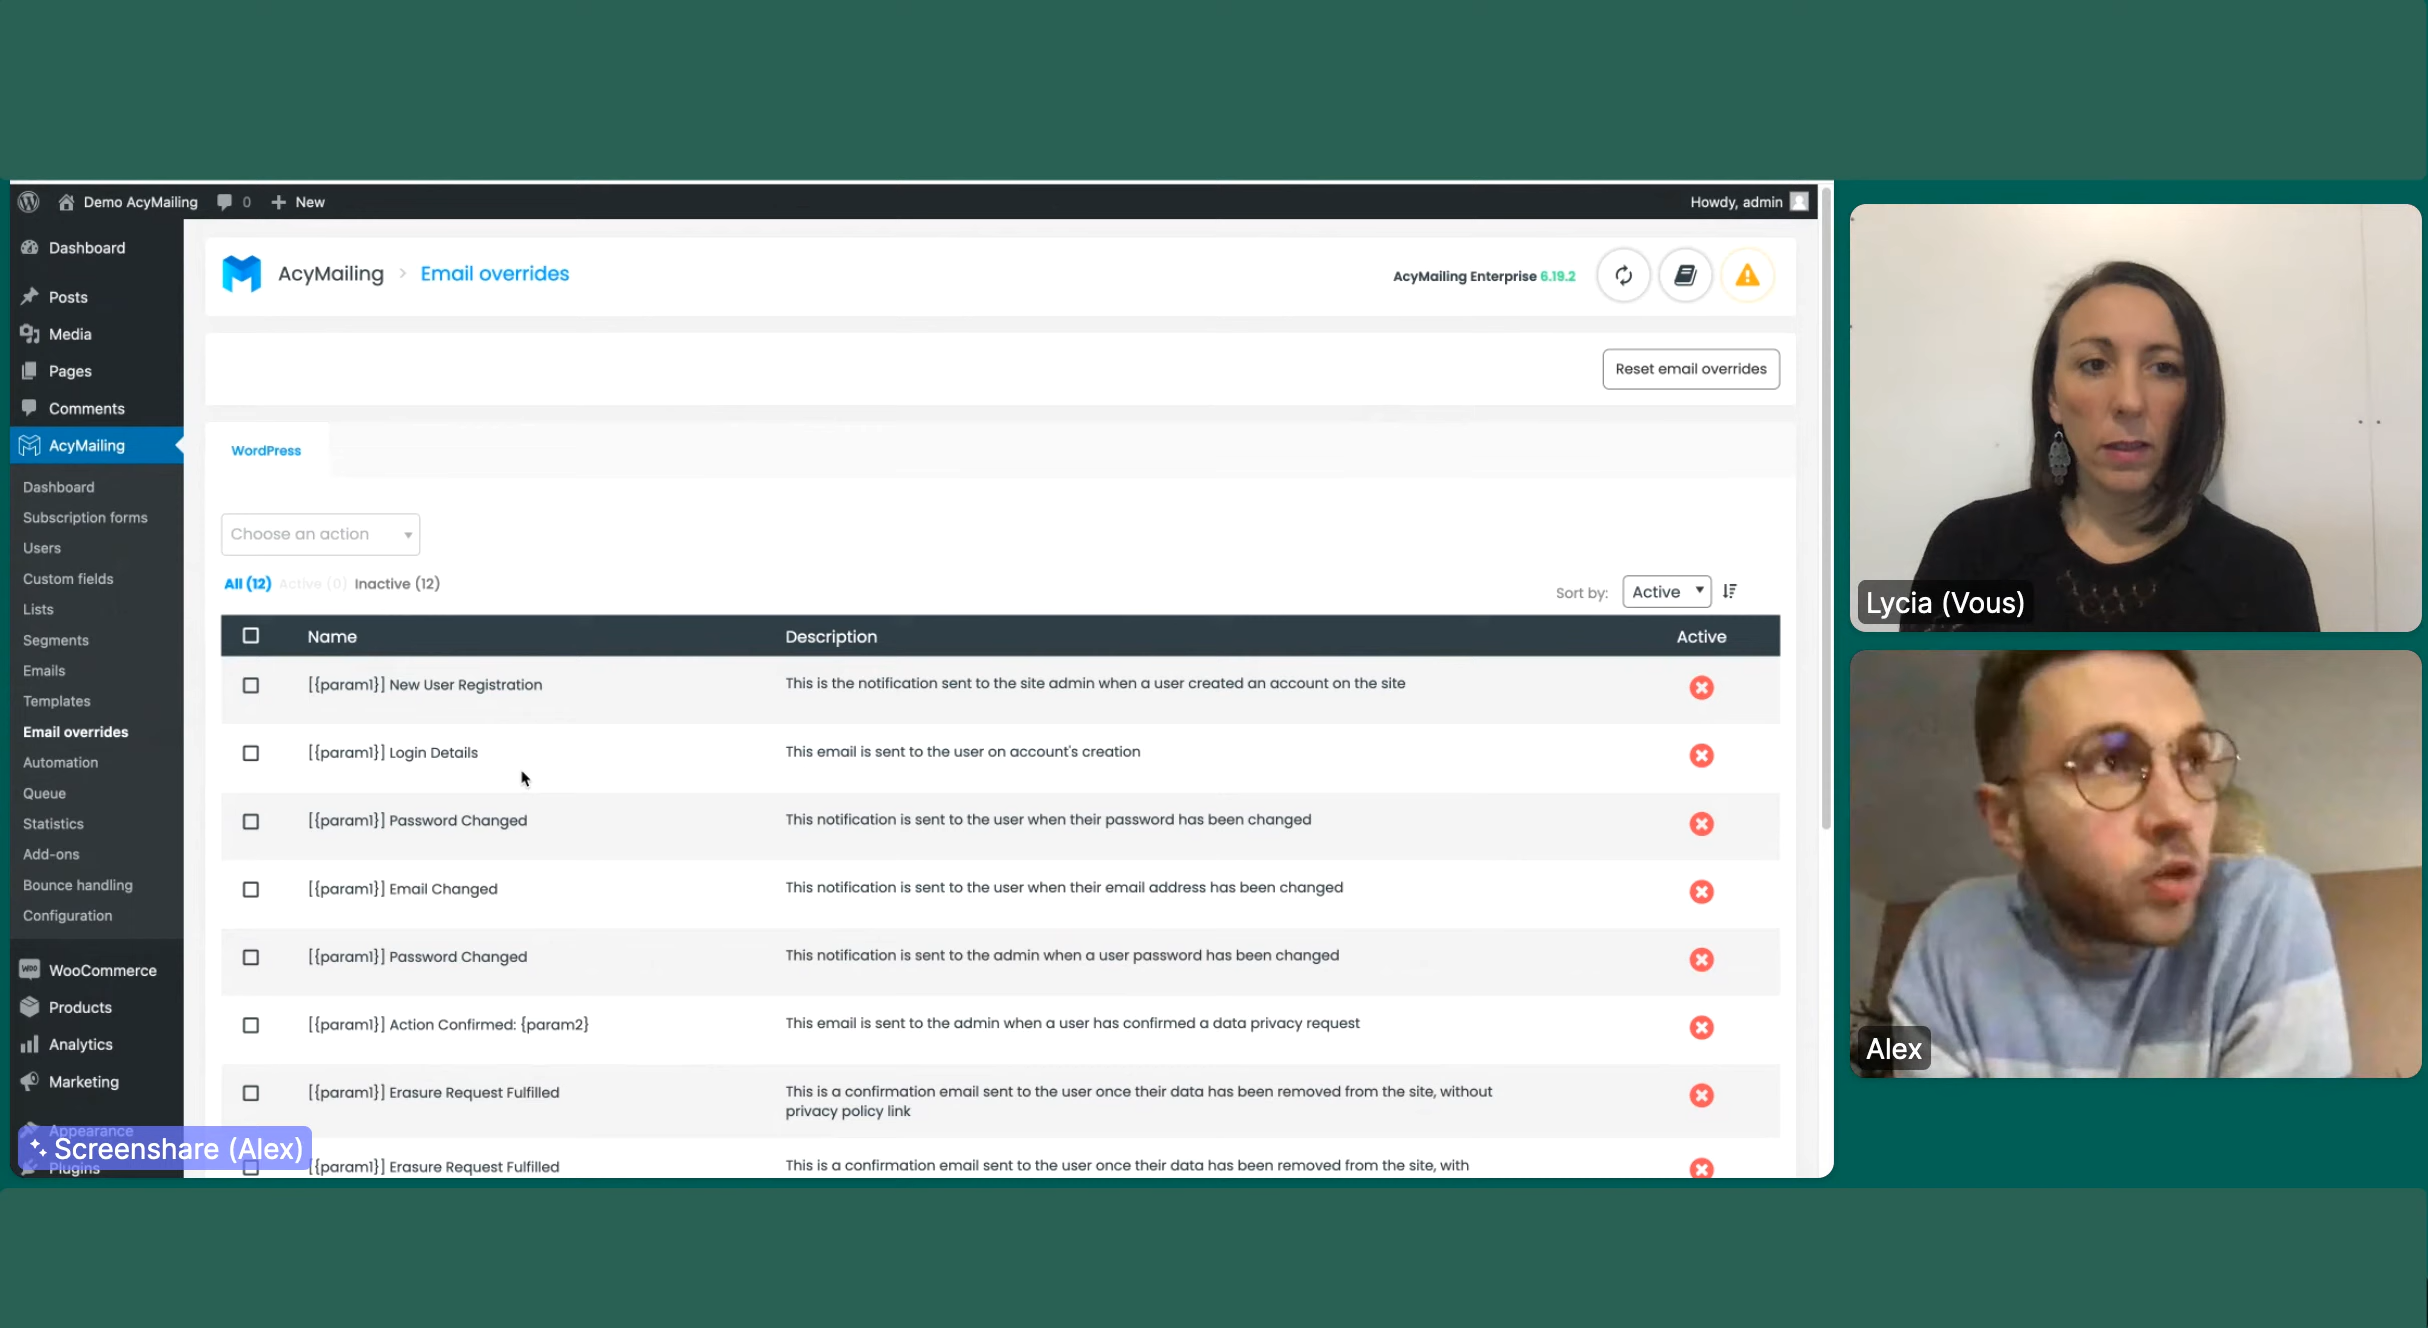 Demo AcyMailing 0 New Howdy, admin
Dashboard
Posts
Media
Pages
Comments
AcyMailing
Dashboard
Subscription forms
Users
Custom fields
Lists
Segments
Emails
Templates
Email overrides
Automation
Queue
Statistics
Add-ons
Bounce handling
Configuration
WooCommerce
Products
Analytics
Marketing
Appearance
Plugins
Screenshare (Alex)
AcyMailing > Email overrides
AcyMailing Enterprise 6.19.2
Reset email overrides
WordPress
Choose an action
All (12) Active (0) Inactive (12)
Sort by: Active
Name Description Active
[{param1}] New User Registration This is the notification sent to the site admin when a user created an account on the site
[{param1}] Login Details This email is sent to the user on account's creation
[{param1}] Password Changed This notification is sent to the user when their password has been changed
[{param1}] Email Changed This notification is sent to the user when their email address has been changed
[{param1}] Password Changed This notification is sent to the admin when a user password has been changed
[{param1}] Action Confirmed: {param2} This email is sent to the admin when a user has confirmed a data privacy request
[{param1}] Erasure Request Fulfilled This is a confirmation email sent to the user once their data has been removed from the site, without
privacy policy link
[{param1}] Erasure Request Fulfilled This is a confirmation email sent to the user once their data has been removed from the site, with
Lycia (Vous)
Alex